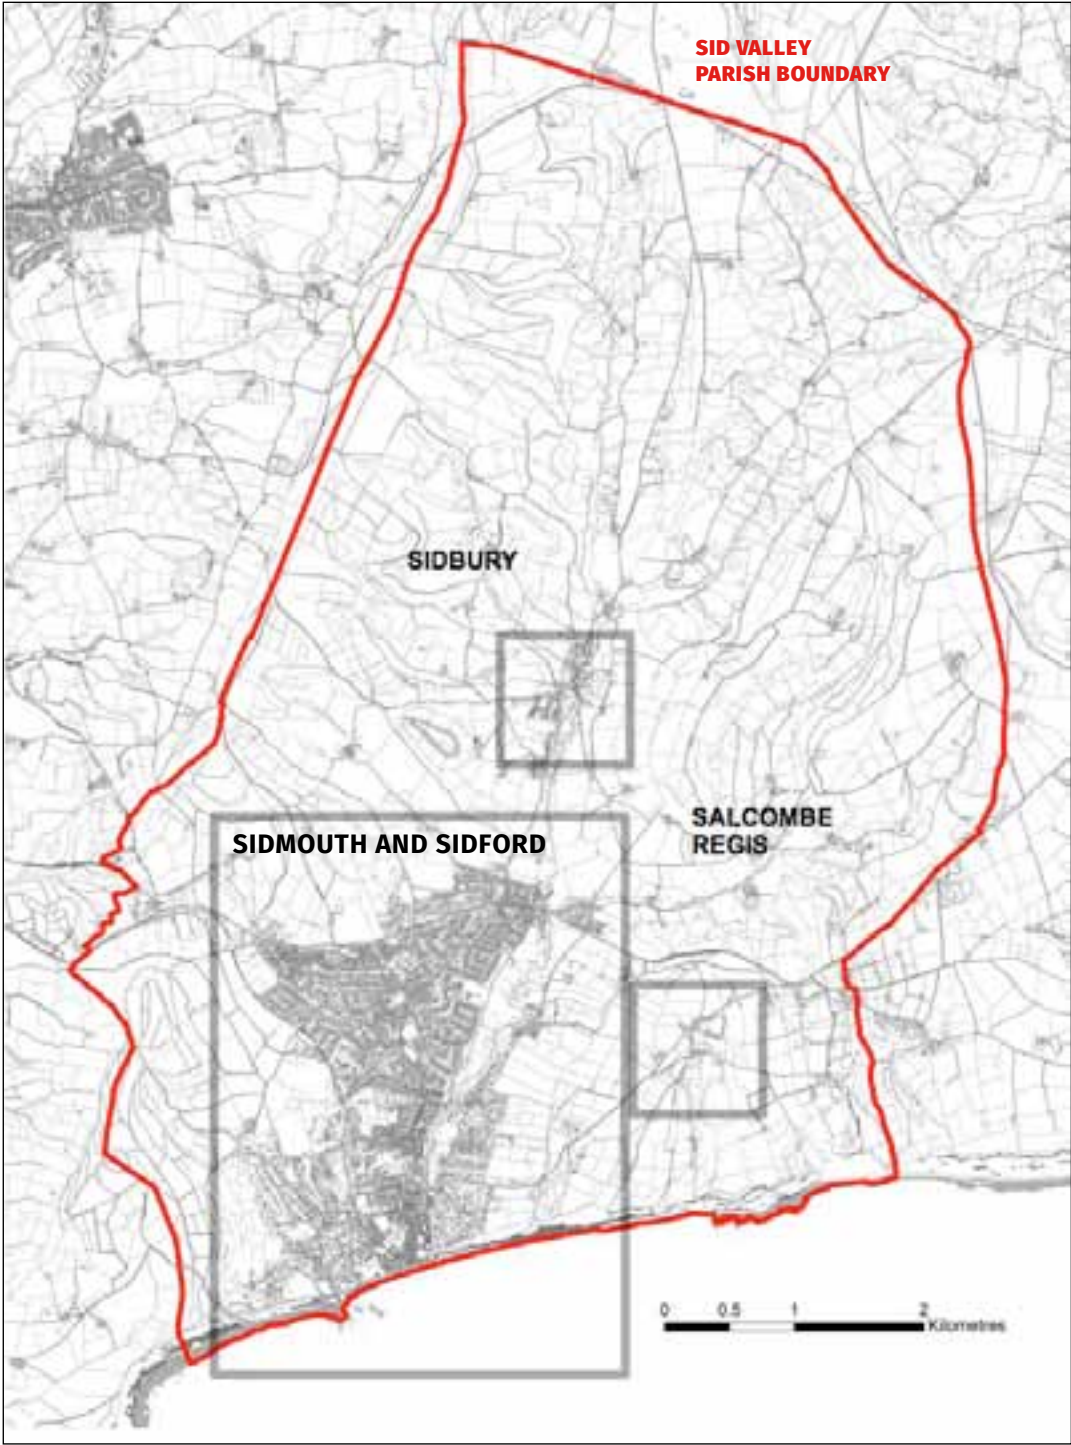 SID VALLEY
PARISH BOUNDARY
SIDBURY
SALCOMBE
REGIS
SIDMOUTH AND SIDFORD
0 0.5 1 2
Kilometres